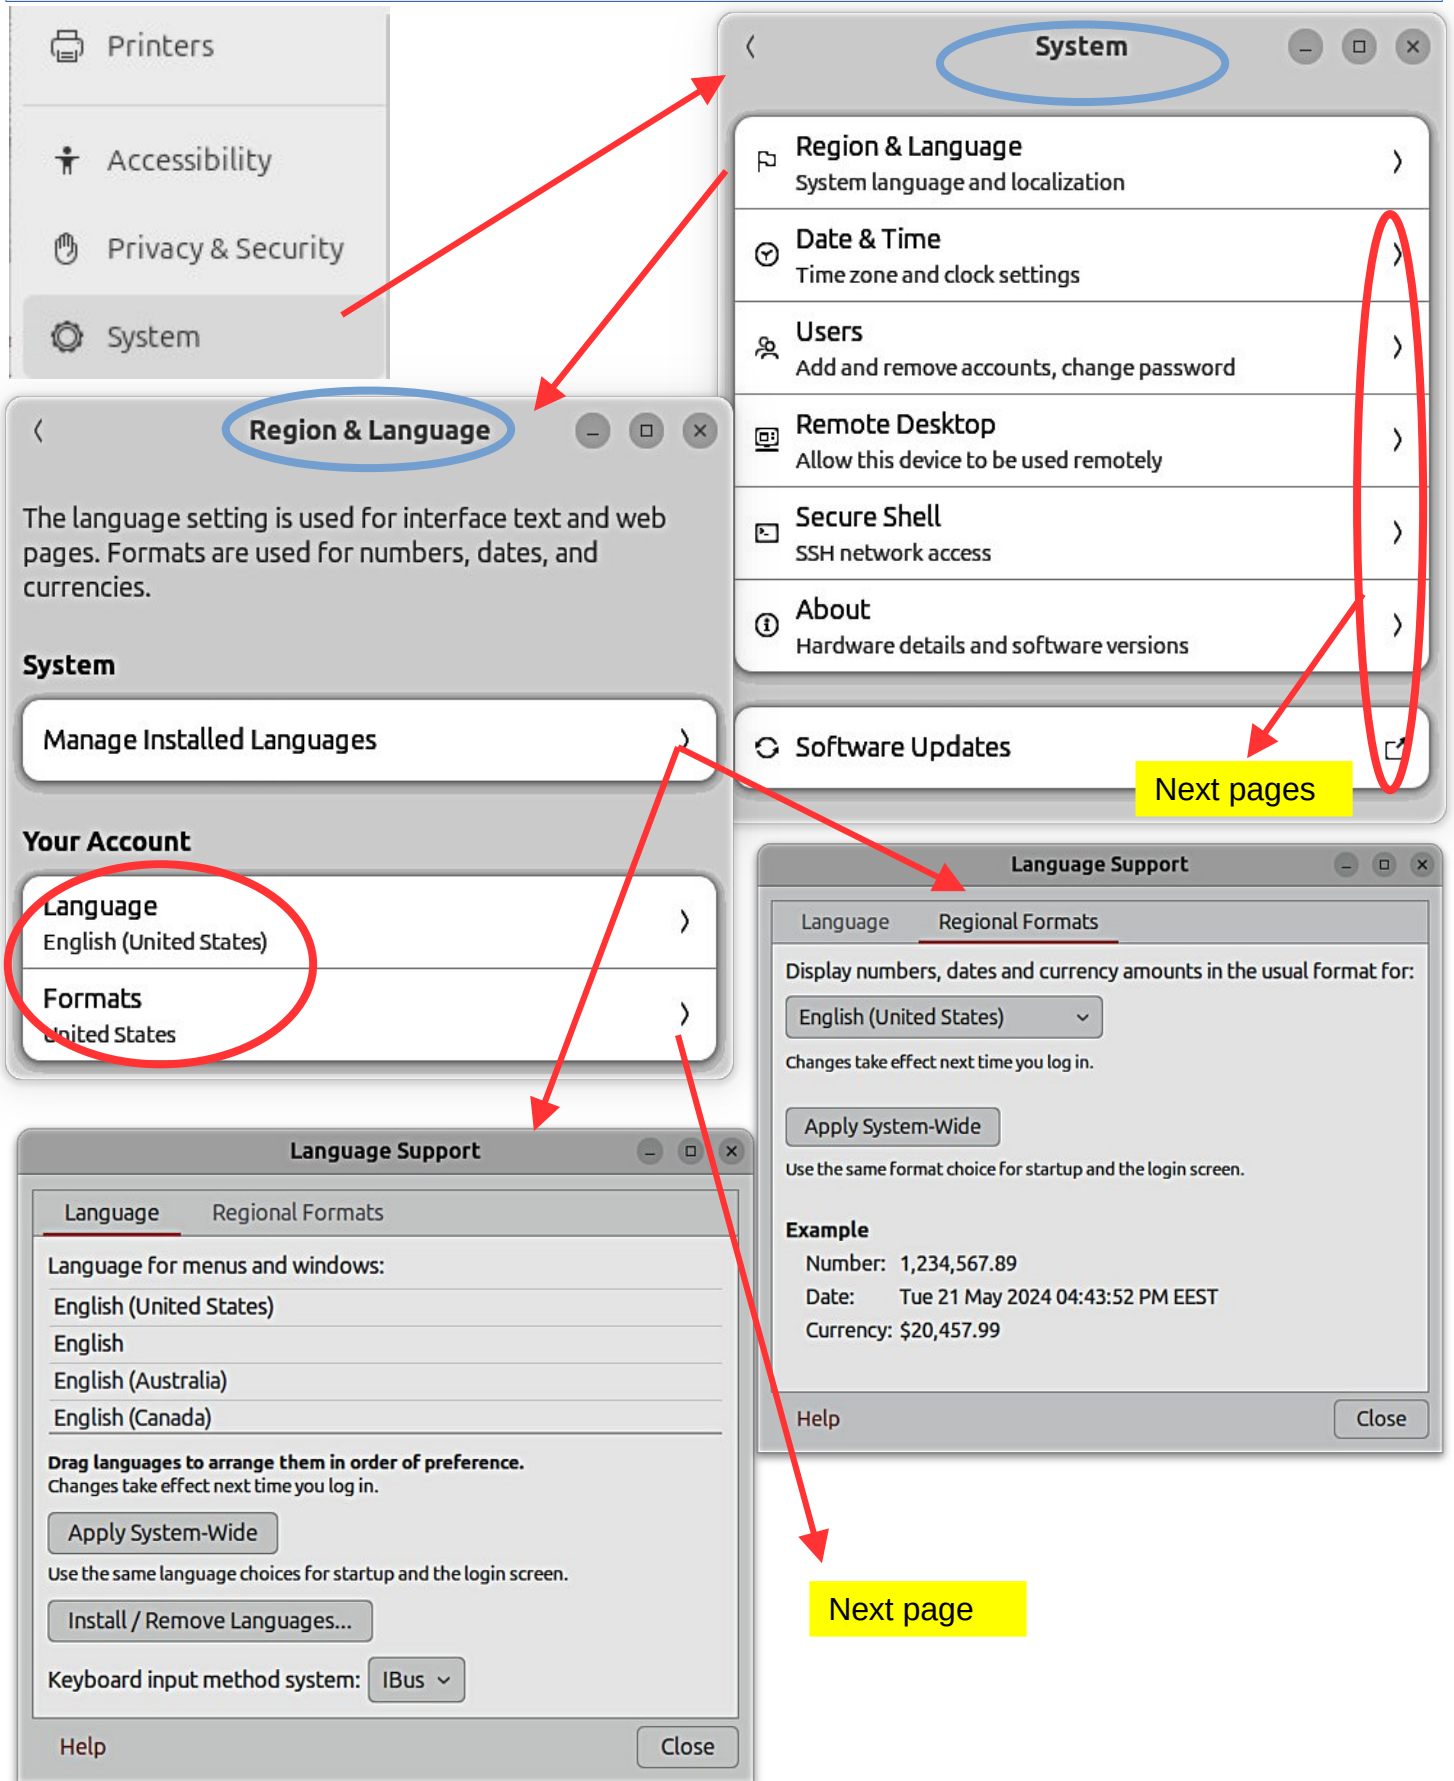 Printers
Accessibility
Privacy & Security
System
System
Region & Language
System language and localization
Date & Time
Time zone and clock settings
Users
Add and remove accounts, change password
Remote Desktop
Allow this device to be used remotely
Secure Shell
SSH network access
About
Hardware details and software versions
Software Updates
Next pages
Region & Language
The language setting is used for interface text and web
pages. Formats are used for numbers, dates, and
currencies.
System
Manage Installed Languages
Your Account
Language
English (United States)
Formats
United States
Language Support
Language Regional Formats
Display numbers, dates and currency amounts in the usual format for:
English (United States)
Changes take effect next time you log in.
Apply System-Wide
Use the same format choice for startup and the login screen.
Example
Number: 1,234,567.89
Date: Tue 21 May 2024 04:43:52 PM EEST
Currency: $20,457.99
Help Close
Language Support
Language Regional Formats
Language for menus and windows:
English (United States)
English
English (Australia)
English (Canada)
Drag languages to arrange them in order of preference.
Changes take effect next time you log in.
Apply System-Wide
Use the same language choices for startup and the login screen.
Install / Remove Languages...
Keyboard input method system: IBus
Help Close
Next page